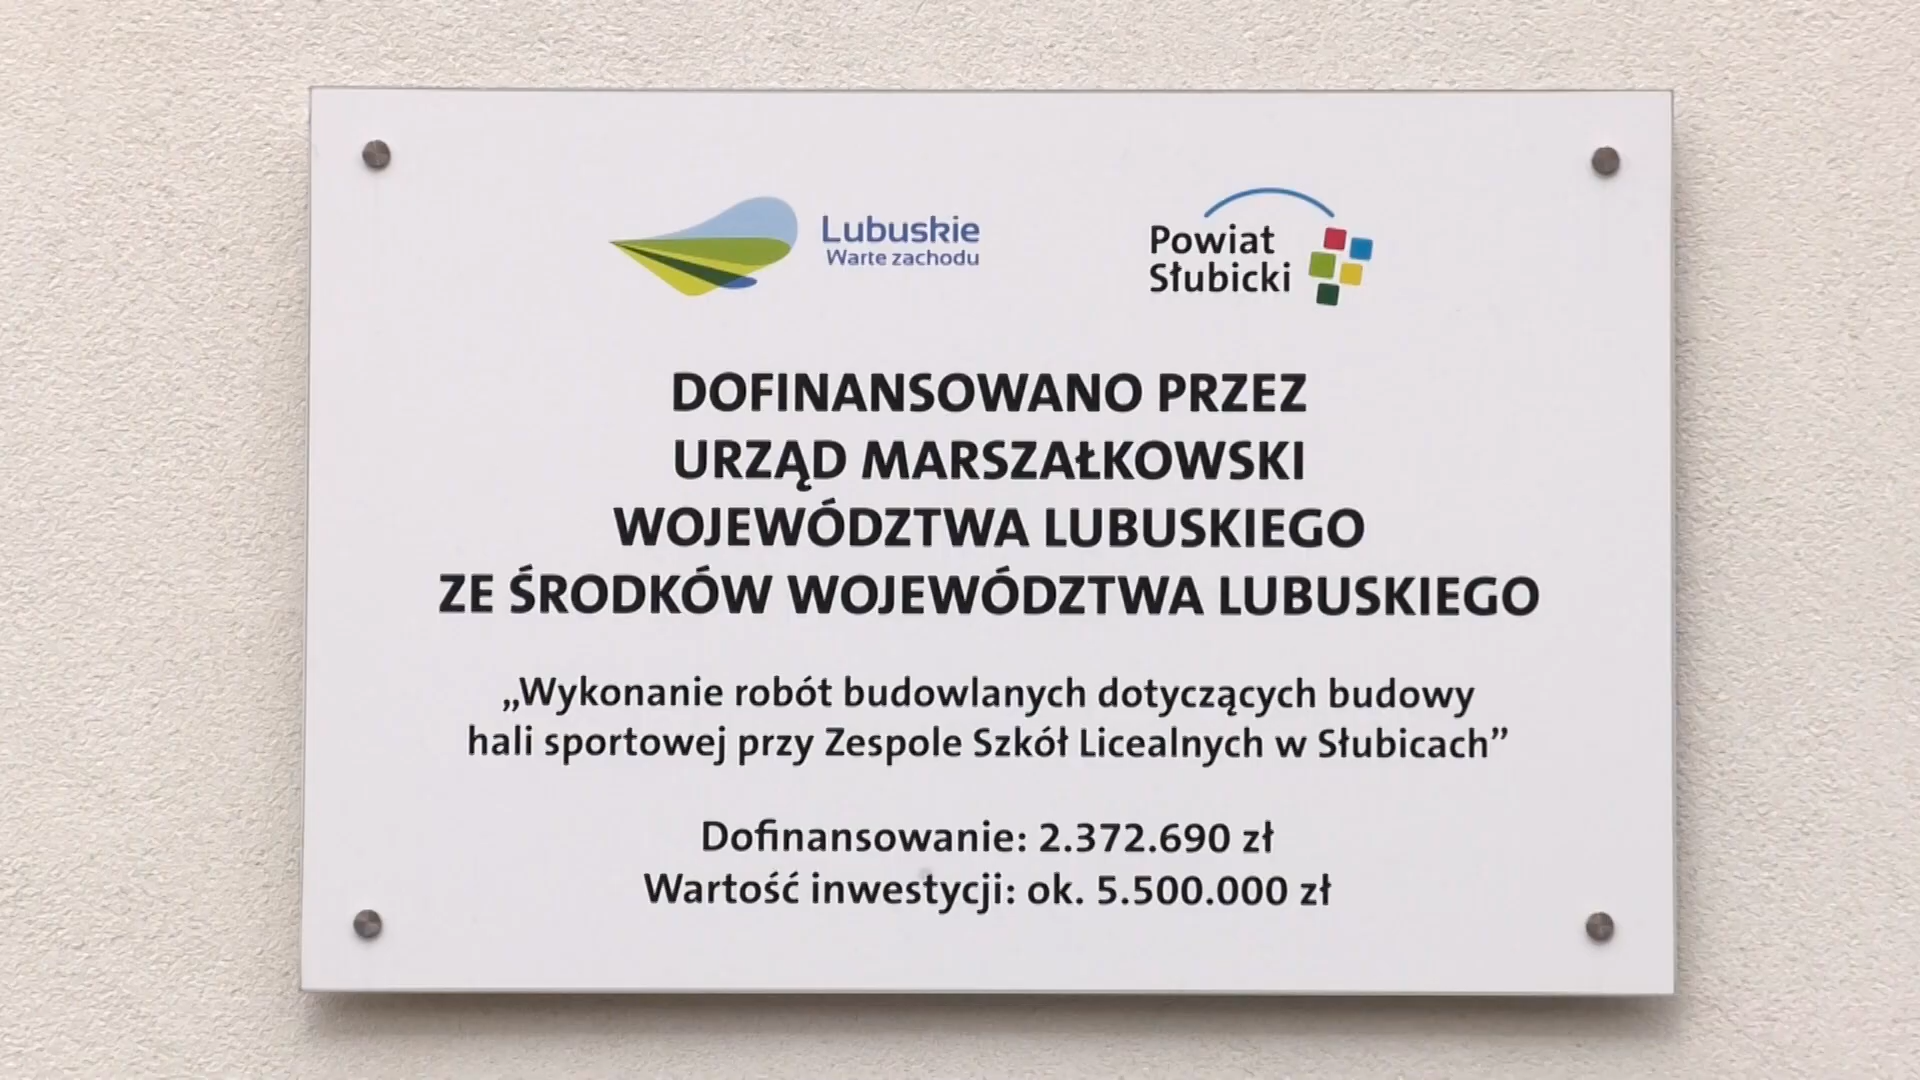 Lubuskie
Warte zachodu
Powiat
Słubicki
DOFINANSOWANO PRZEZ
URZĄD MARSZAŁKOWSKI
WOJEWÓDZTWA LUBUSKIEGO
ZE ŚRODKÓW WOJEWÓDZTWA LUBUSKIEGO
„Wykonanie robót budowlanych dotyczących budowy
hali sportowej przy Zespole Szkół Licealnych w Słubicach”
Dofinansowanie: 2.372.690 zł
Wartość inwestycji: ok. 5.500.000 zł